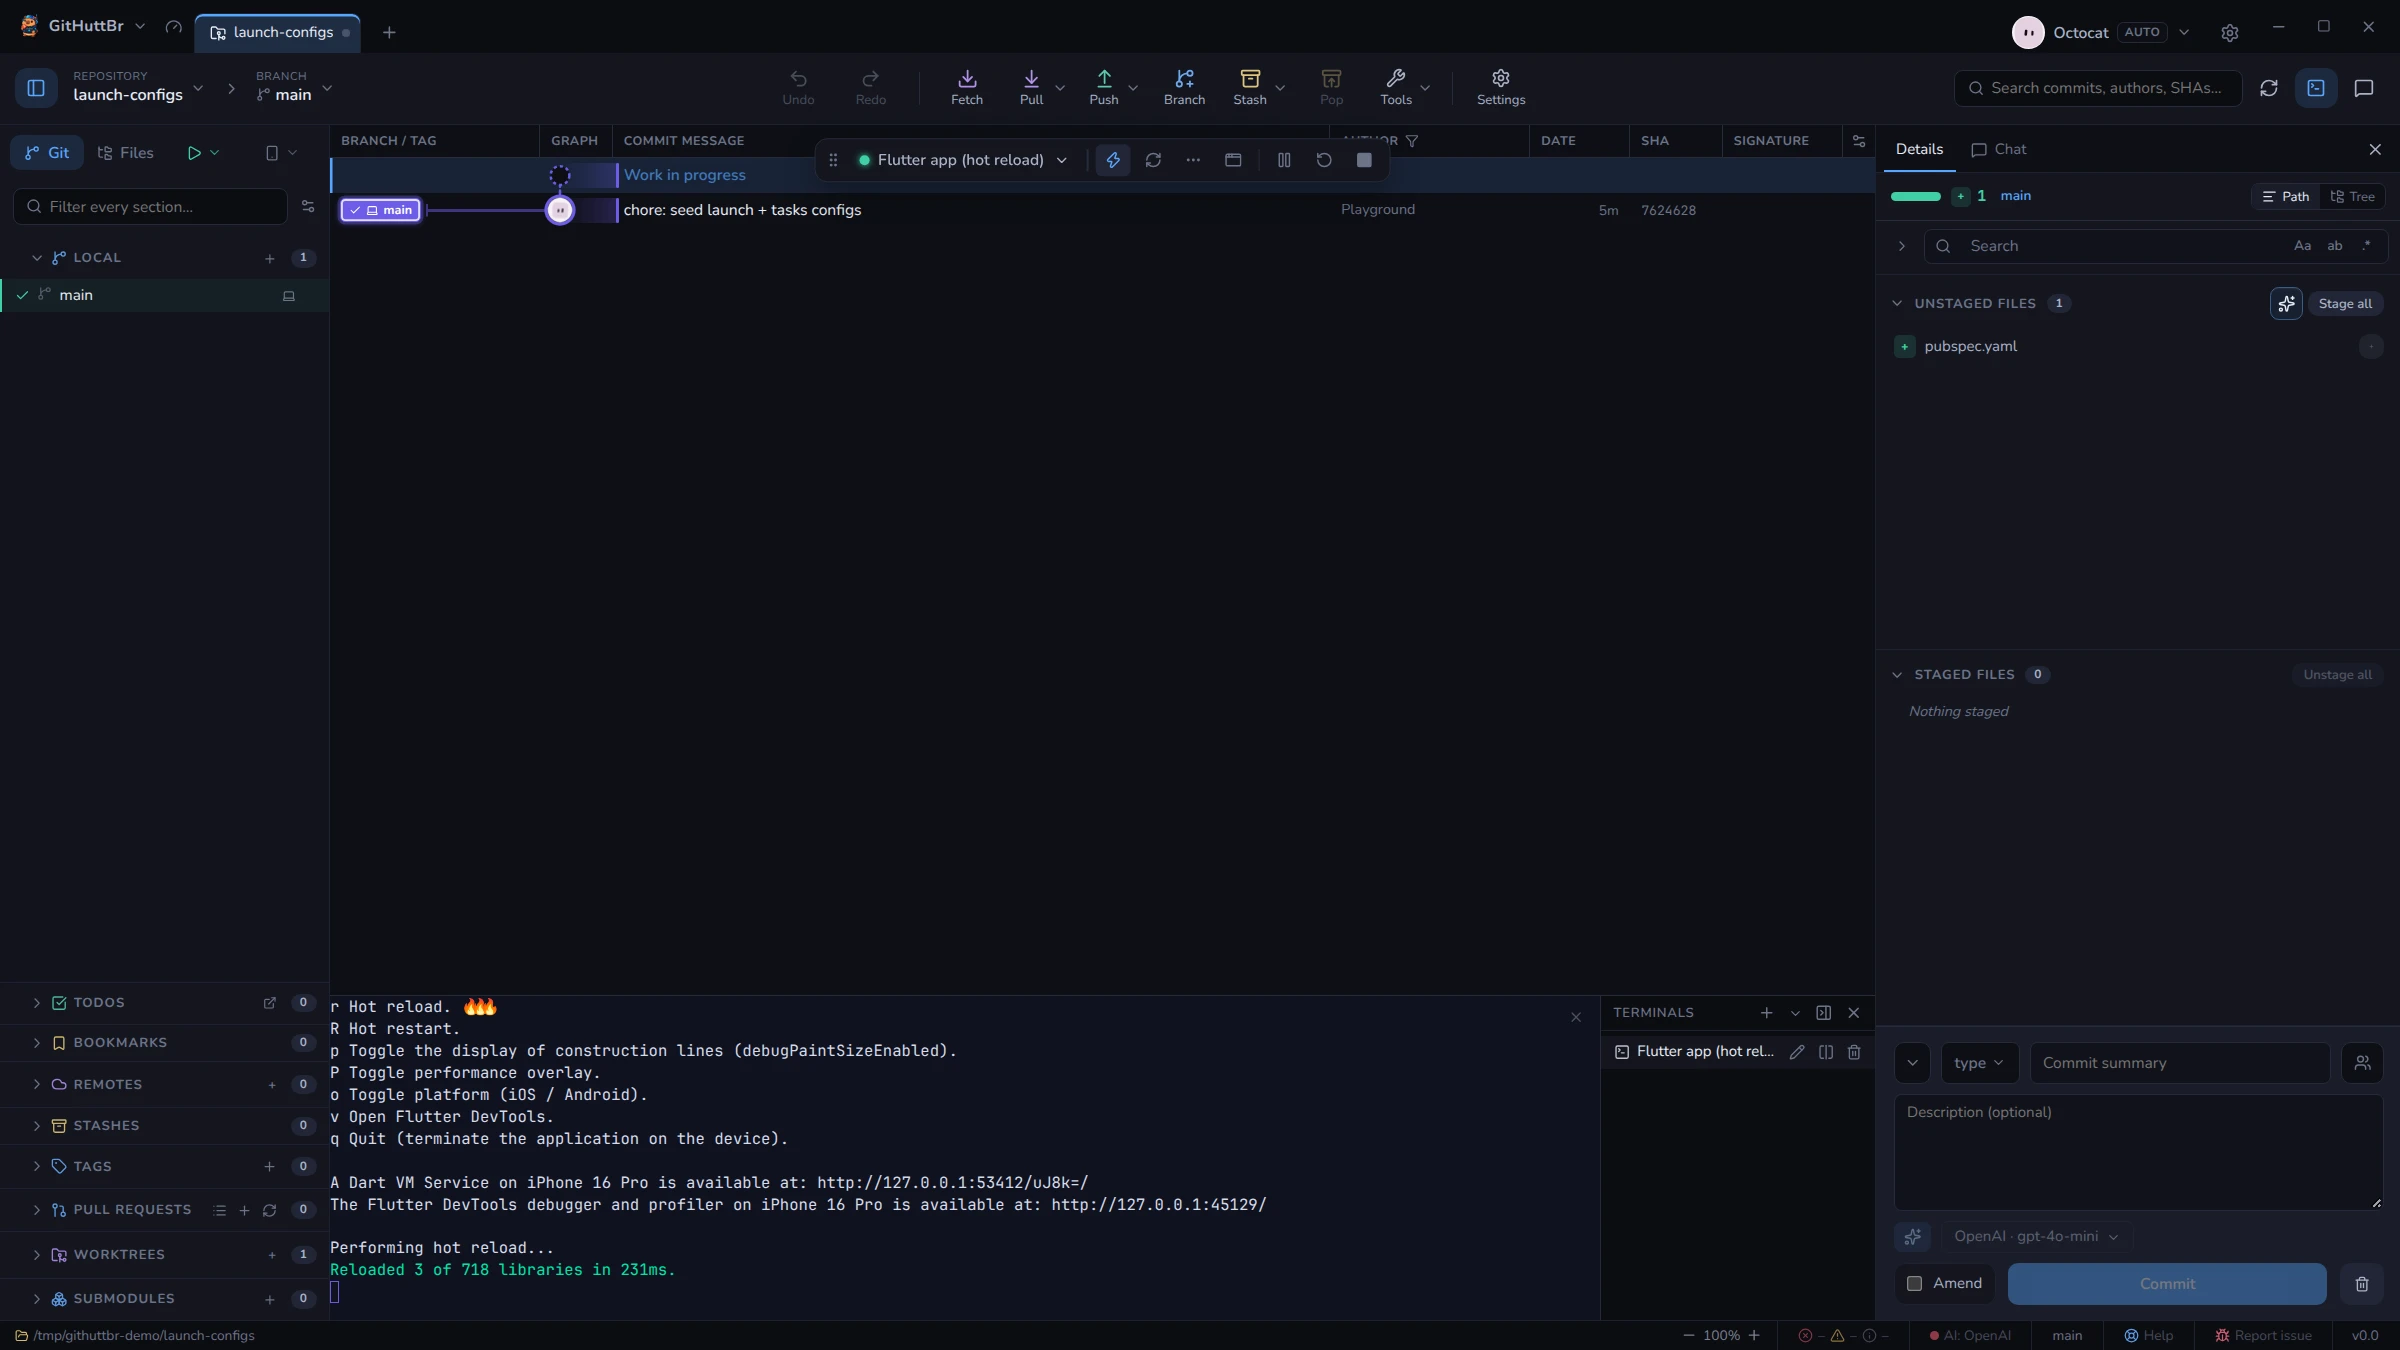 GitHuttBr
launch-configs
Octocat AUTO
REPOSITORY
launch-configs
BRANCH
main
Undo
Redo
Fetch
Pull
Push
Branch
Stash
Pop
Tools
Settings
Search commits, authors, SHAs...
Git
Files
Filter every section...
LOCAL 1
main
TODOS 0
BOOKMARKS 0
REMOTES 0
STASHES 0
TAGS 0
PULL REQUESTS 0
WORKTREES 1
SUBMODULES 0
BRANCH / TAG GRAPH COMMIT MESSAGE AUTHOR DATE SHA SIGNATURE
Flutter app (hot reload)
Work in progress
main chore: seed launch + tasks configs Playground 5m 7624628
r Hot reload. 🔥🔥🔥
R Hot restart.
p Toggle the display of construction lines (debugPaintSizeEnabled).
P Toggle performance overlay.
o Toggle platform (iOS / Android).
v Open Flutter DevTools.
q Quit (terminate the application on the device).
A Dart VM Service on iPhone 16 Pro is available at: http://127.0.0.1:53412/uJ8k=/
The Flutter DevTools debugger and profiler on iPhone 16 Pro is available at: http://127.0.0.1:45129/
Performing hot reload...
Reloaded 3 of 718 libraries in 231ms.
TERMINALS
Flutter app (hot rel...
Details
Chat
+ 1 main
Path
Tree
Search Aa ab .*
UNSTAGED FILES 1
Stage all
+ pubspec.yaml
STAGED FILES 0
Unstage all
Nothing staged
type
Commit summary
Description (optional)
OpenAI · gpt-4o-mini
Amend
Commit
/tmp/githuttbr-demo/launch-configs
100%
– – –
AI: OpenAI
main
Help
Report issue
v0.0